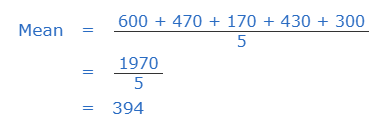 Mean = 600 + 470 + 170 + 430 + 300
5
= 1970
5
= 394